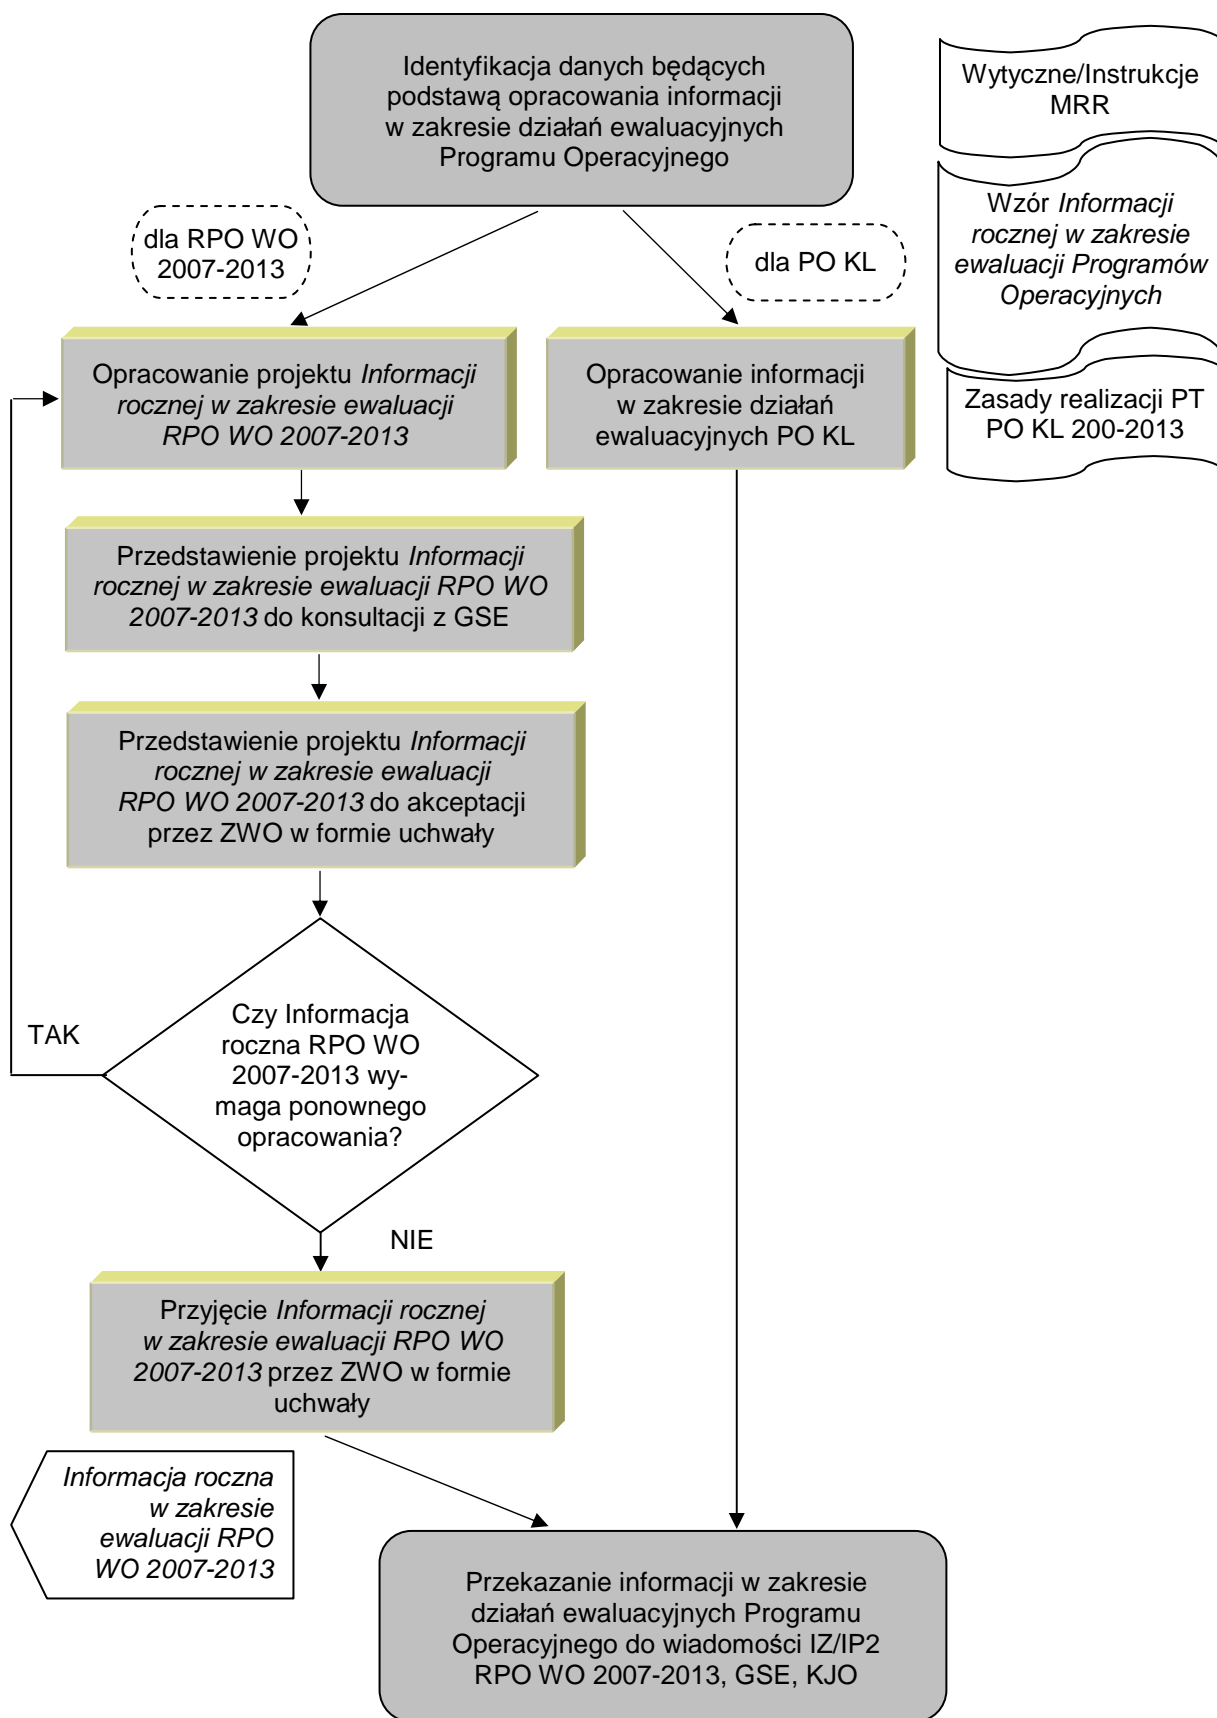 Identyfikacja danych będących
podstawą opracowania informacji
w zakresie działań ewaluacyjnych
Programu Operacyjnego
Wytyczne/Instrukcje
MRR
Wzór Informacji
rocznej w zakresie
ewaluacji Programów
Operacyjnych
Zasady realizacji PT
PO KL 200-2013
dla RPO WO
2007-2013
dla PO KL
Opracowanie projektu Informacji
rocznej w zakresie ewaluacji
RPO WO 2007-2013
Opracowanie informacji
w zakresie działań
ewaluacyjnych PO KL
Przedstawienie projektu Informacji
rocznej w zakresie ewaluacji RPO WO
2007-2013 do konsultacji z GSE
Przedstawienie projektu Informacji
rocznej w zakresie ewaluacji
RPO WO 2007-2013 do akceptacji
przez ZWO w formie uchwały
TAK
Czy Informacja
roczna RPO WO
2007-2013 wy-
maga ponownego
opracowania?
NIE
Przyjęcie Informacji rocznej
w zakresie ewaluacji RPO WO
2007-2013 przez ZWO w formie
uchwały
Informacja roczna
w zakresie
ewaluacji RPO
WO 2007-2013
Przekazanie informacji w zakresie
działań ewaluacyjnych Programu
Operacyjnego do wiadomości IZ/IP2
RPO WO 2007-2013, GSE, KJO